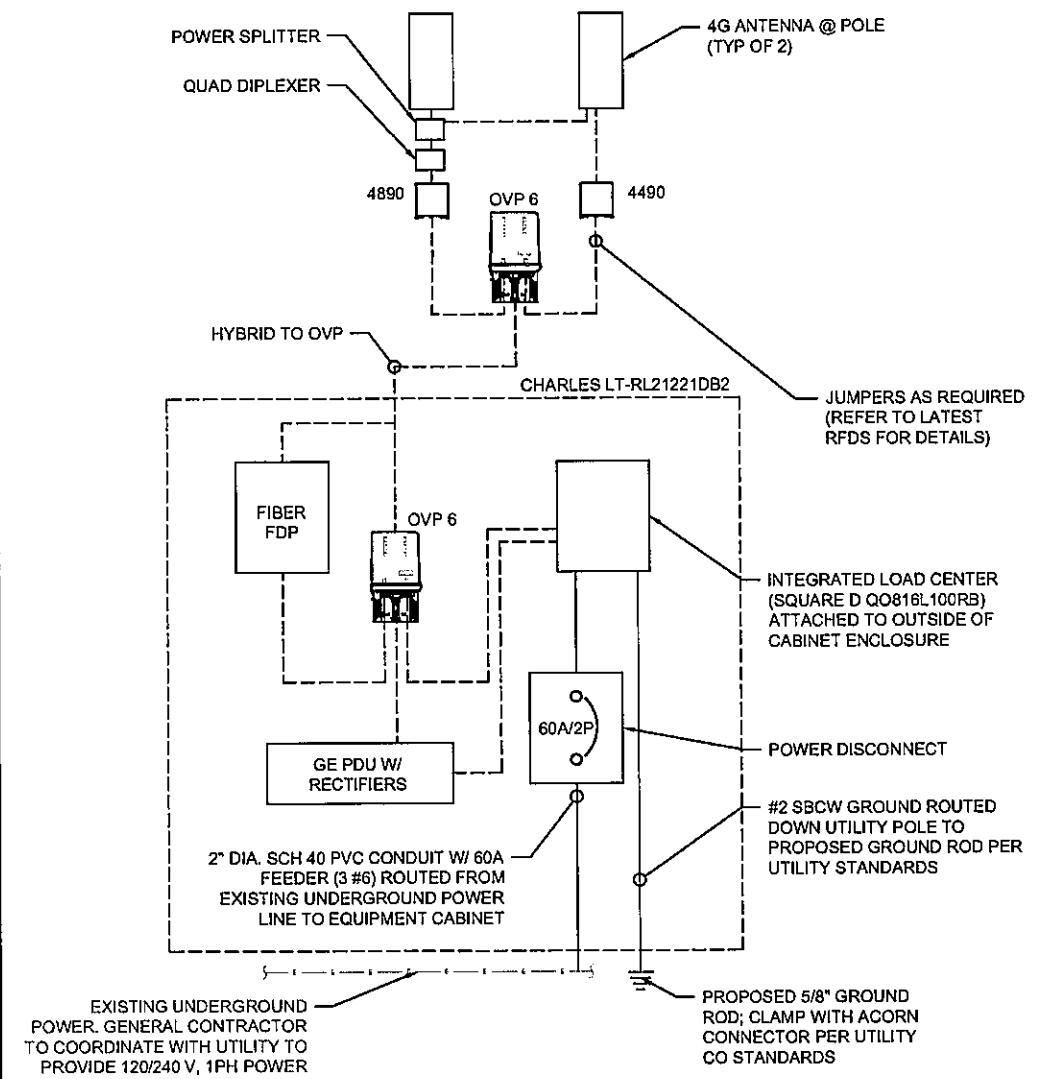 POWER SPLITTER
4G ANTENNA @ POLE
(TYP OF 2)
QUAD DIPLEXER
4890
OVP 6
4490
HYBRID TO OVP
CHARLES LT-RL21221DB2
JUMPERS AS REQUIRED
(REFER TO LATEST
RFDS FOR DETAILS)
FIBER
FDP
OVP 6
INTEGRATED LOAD CENTER
(SQUARE D QO816L100RB)
ATTACHED TO OUTSIDE OF
CABINET ENCLOSURE
60A/2P
POWER DISCONNECT
GE PDU W/
RECTIFIERS
#2 SBCW GROUND ROUTED
DOWN UTILITY POLE TO
PROPOSED GROUND ROD PER
UTILITY STANDARDS
2" DIA. SCH 40 PVC CONDUIT W/ 60A
FEEDER (3 #6) ROUTED FROM
EXISTING UNDERGROUND POWER
LINE TO EQUIPMENT CABINET
E E E E E E E
EXISTING UNDERGROUND
POWER. GENERAL CONTRACTOR
TO COORDINATE WITH UTILITY TO
PROVIDE 120/240 V, 1PH POWER
PROPOSED 5/8" GROUND
ROD; CLAMP WITH ACORN
CONNECTOR PER UTILITY
CO STANDARDS